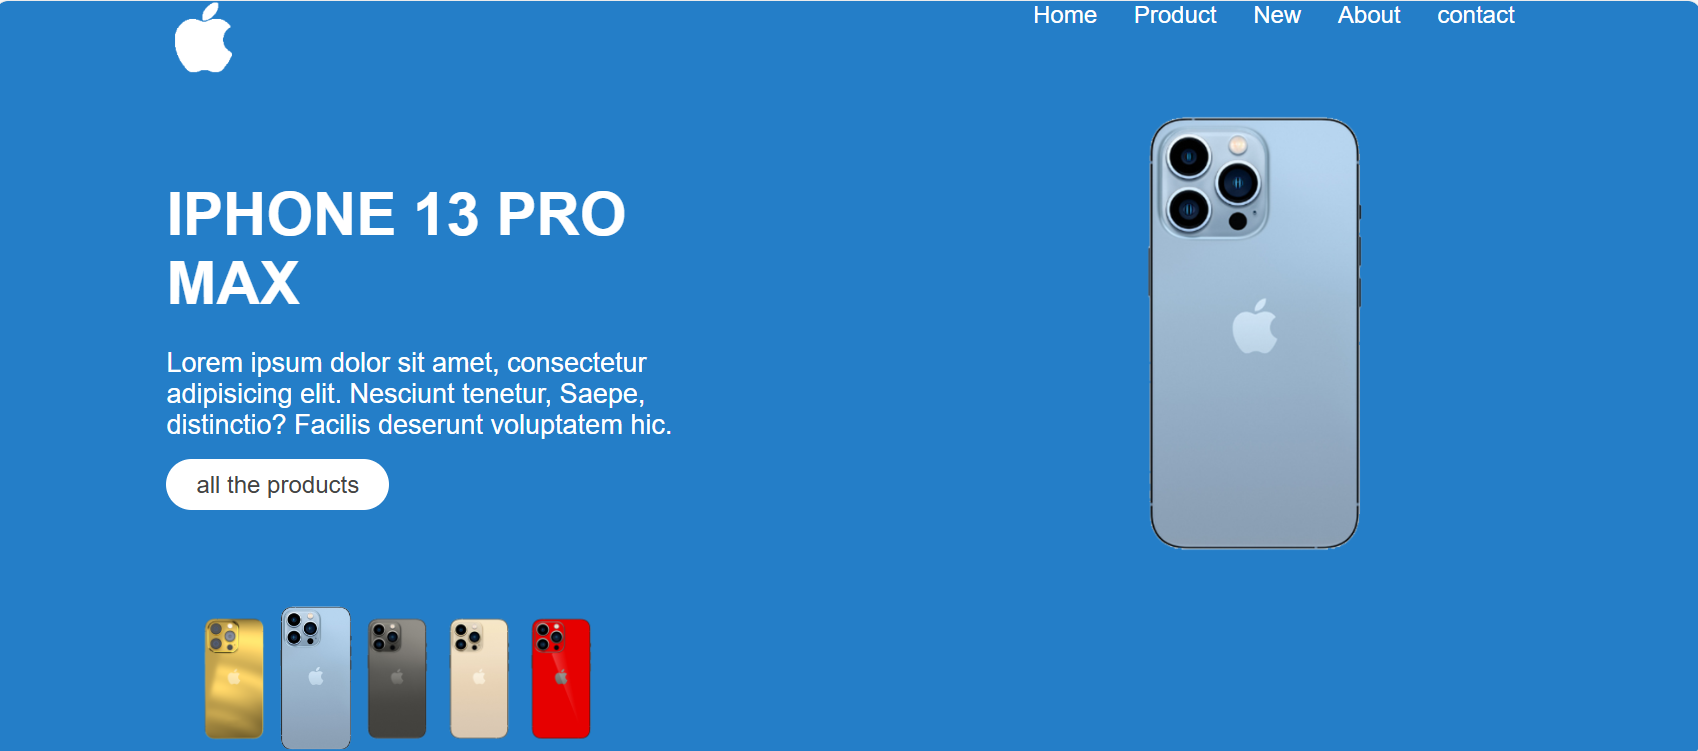 Home Product New About contact
IPHONE 13 PRO
MAX
Lorem ipsum dolor sit amet, consectetur
adipisicing elit. Nesciunt tenetur, Saepe,
distinctio? Facilis deserunt voluptatem hic.
all the products